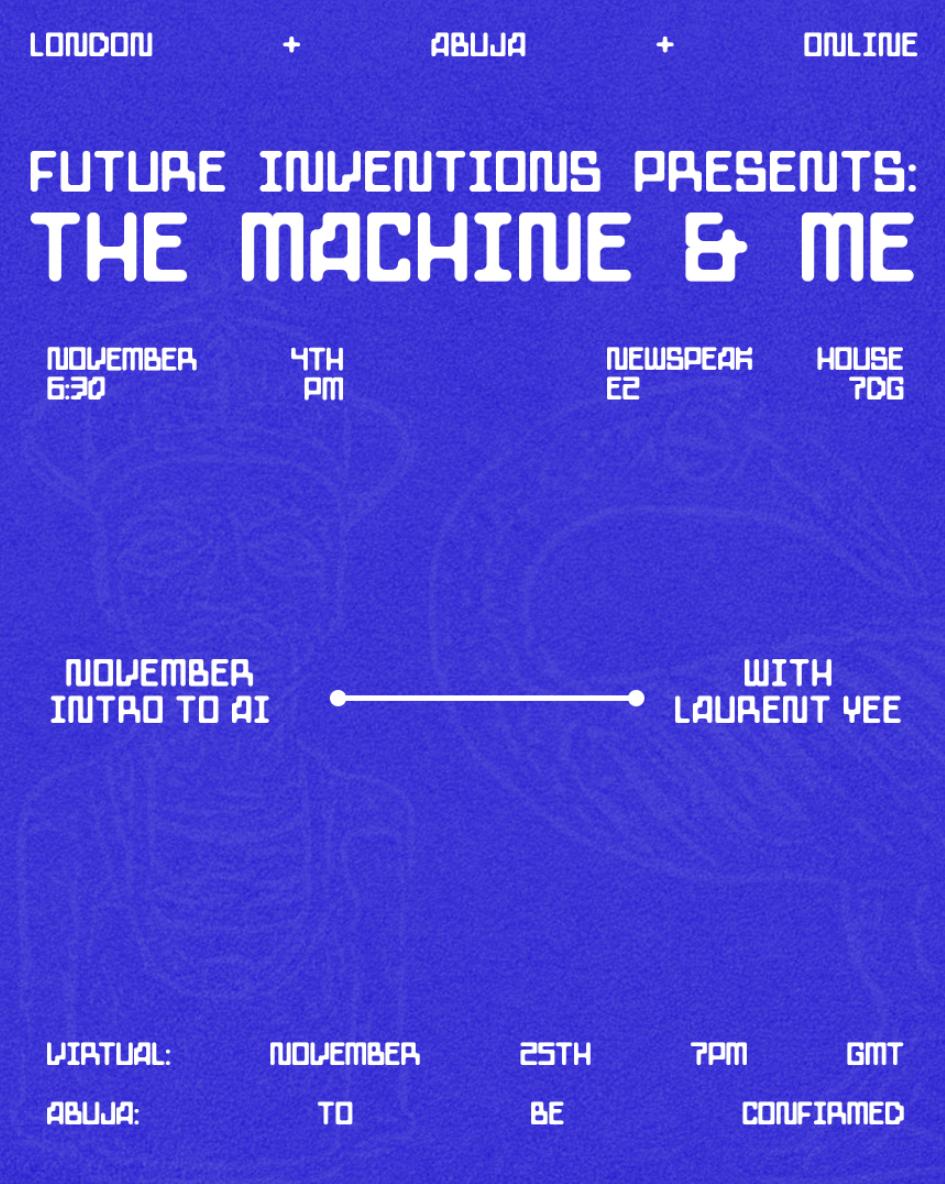 LONDON + ABUJA + ONLINE
FUTURE INVENTIONS PRESENTS:
THE MACHINE & ME
NOVEMBER 4TH
6:30 PM
NEWSPEAK HOUSE
E2 7DG
NOVEMBER
INTRO TO AI
WITH
LAURENT YEE
VIRTUAL: NOVEMBER 25TH 7PM GMT
ABUJA: TO BE CONFIRMED